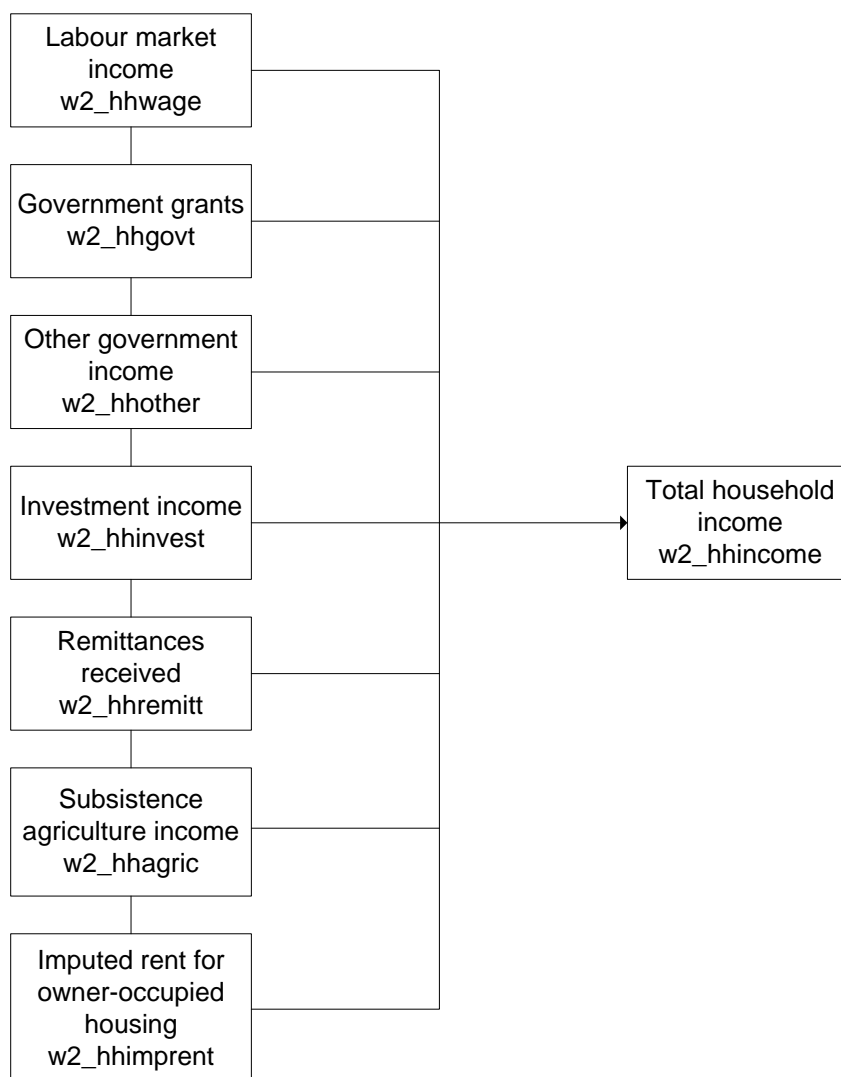 Labour market
income
w2_hhwage
Government grants
w2_hhgovt
Other government
income
w2_hhother
Investment income
w2_hhinvest
Remittances
received
w2_hhremitt
Subsistence
agriculture income
w2_hhagric
Imputed rent for
owner-occupied
housing
w2_hhimprent
Total household
income
w2_hhincome